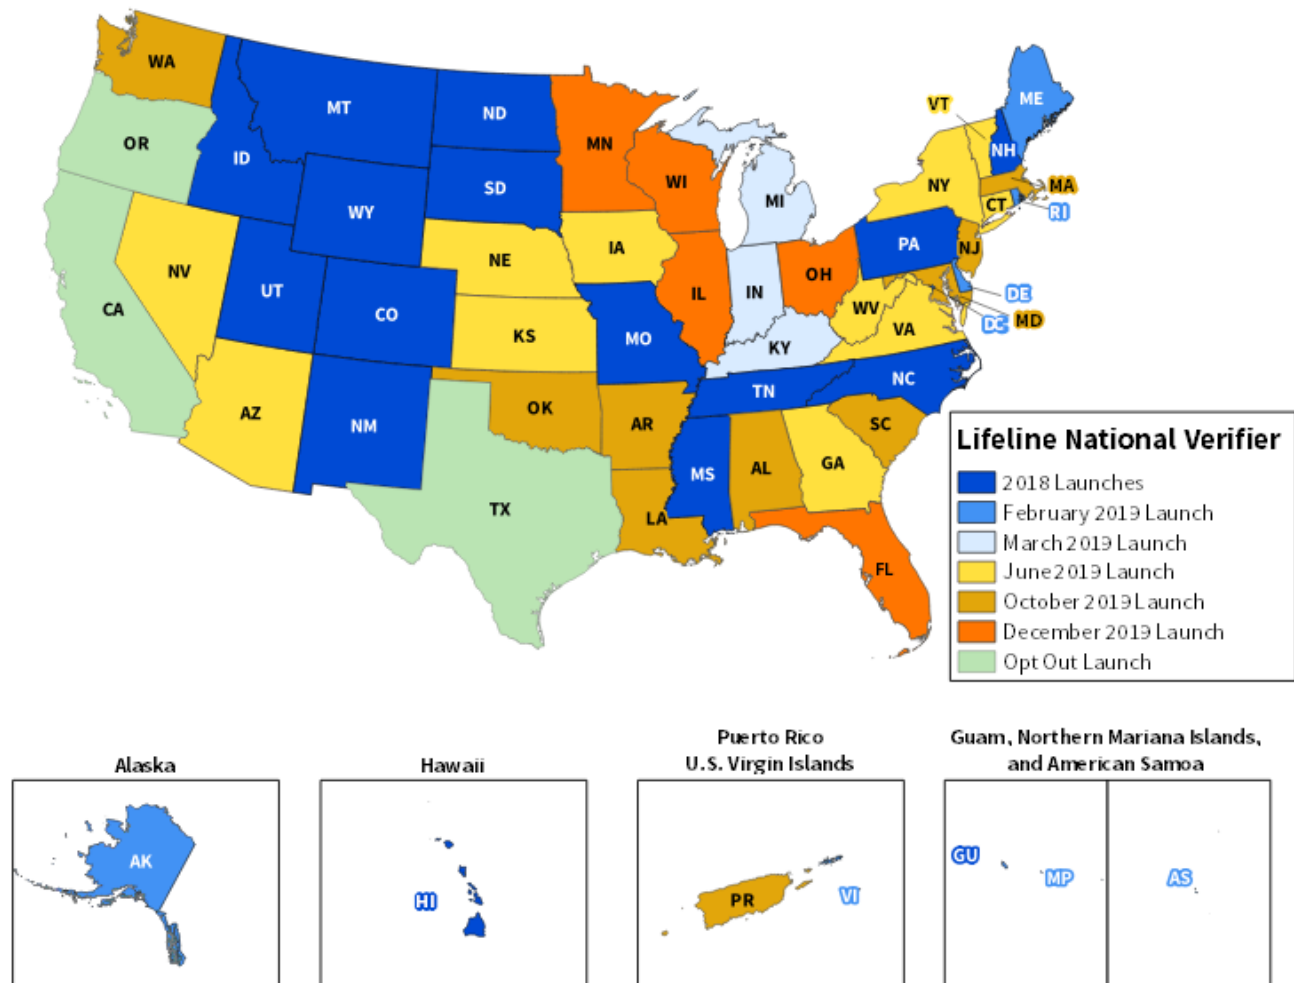 WA
MT
ND
MN
VT
ME
OR
ID
SD
WI
MI
NH
NY
MA
CT
RI
WY
NE
IA
PA
NJ
NV
UT
CO
IL
IN
OH
DE
DC
MD
CA
KS
MO
KY
WV
VA
AZ
NM
OK
AR
TN
NC
SC
TX
LA
MS
AL
GA
FL
Lifeline National Verifier
2018 Launches
February 2019 Launch
March 2019 Launch
June 2019 Launch
October 2019 Launch
December 2019 Launch
Opt Out Launch
Alaska
AK
Hawaii
HI
Puerto Rico
U.S. Virgin Islands
PR
VI
Guam, Northern Mariana Islands,
and American Samoa
GU
MP
AS